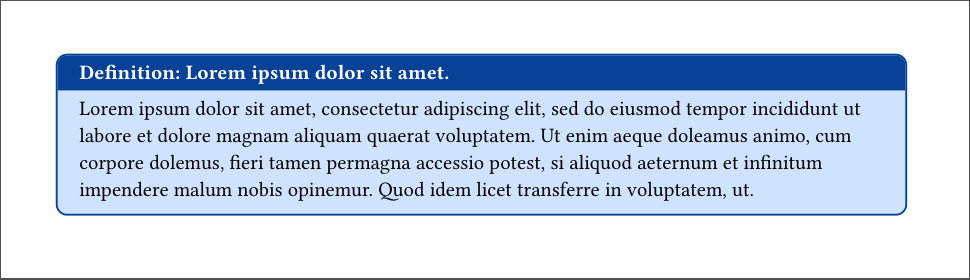 Definition: Lorem ipsum dolor sit amet.
Lorem ipsum dolor sit amet, consectetur adipiscing elit, sed do eiusmod tempor incididunt ut
labore et dolore magnam aliquam quaerat voluptatem. Ut enim aeque doleamus animo, cum
corpore dolemus, fieri tamen permagna accessio potest, si aliquod aeternum et infinitum
impendere malum nobis opinemur. Quod idem licet transferre in voluptatem, ut.